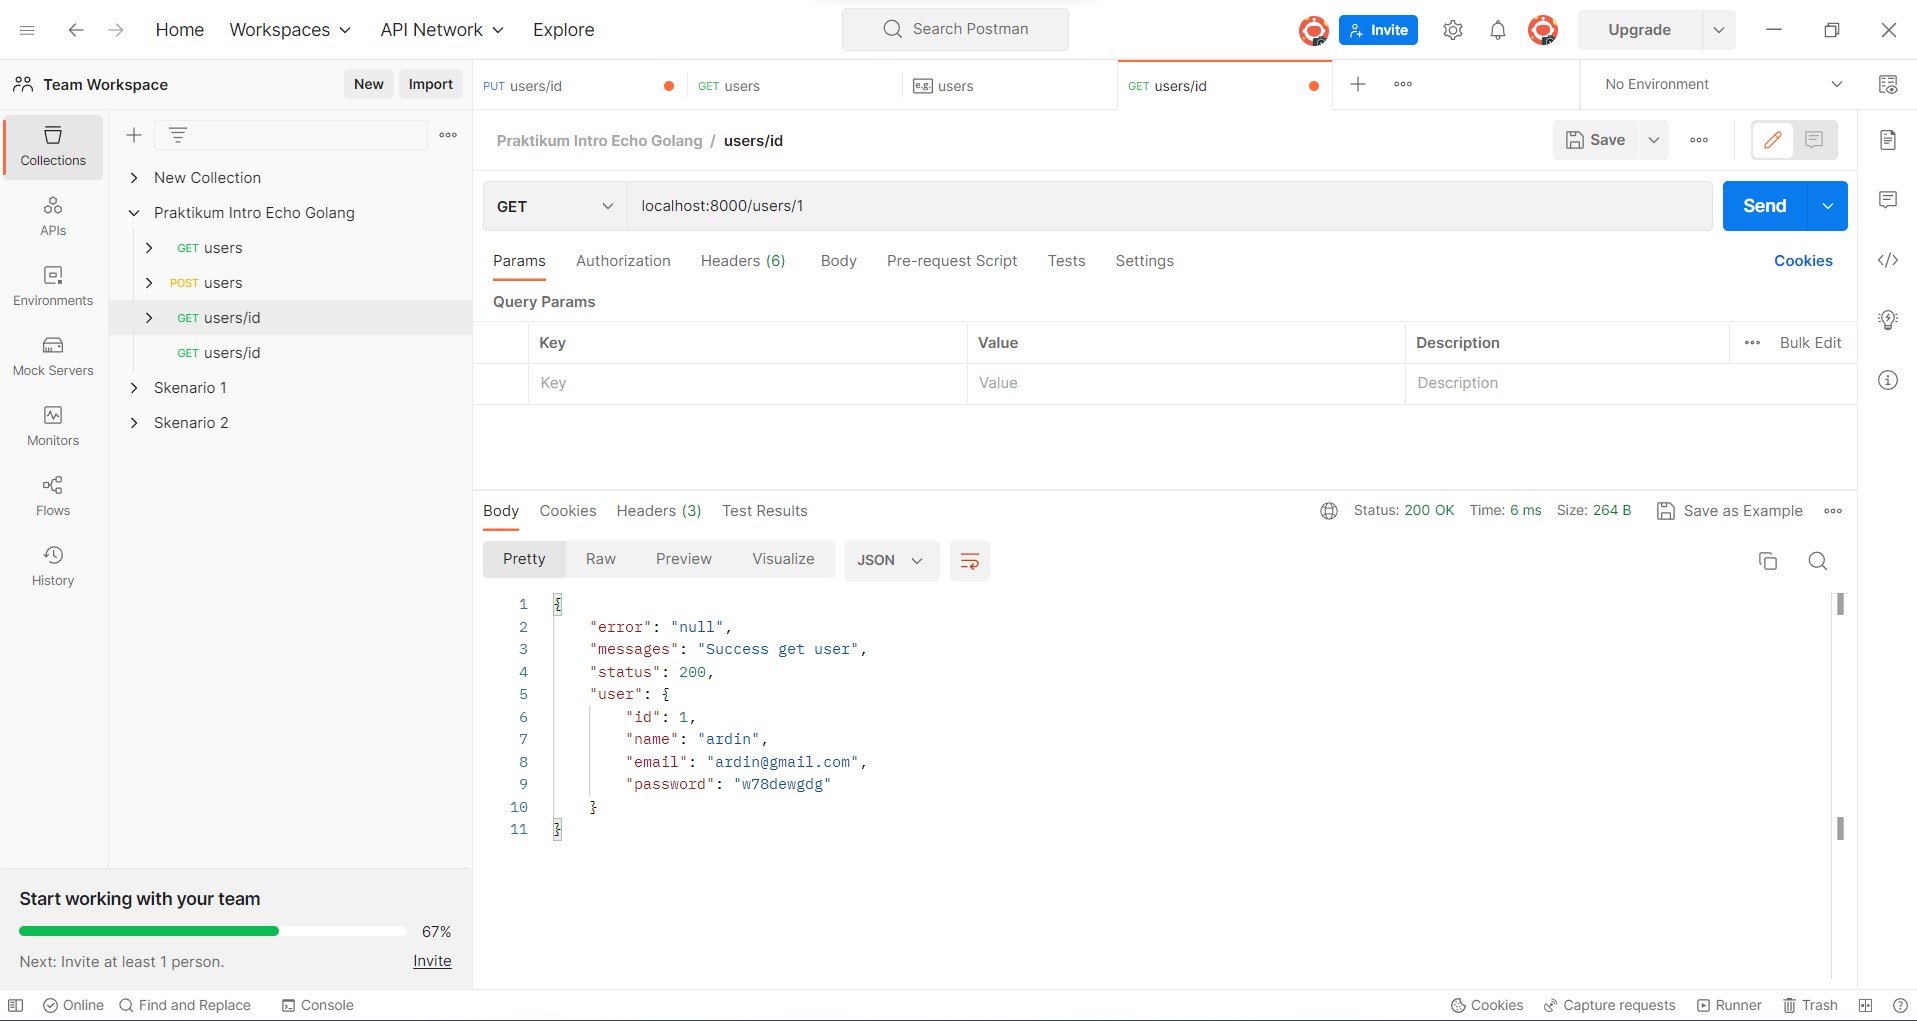 Home Workspaces API Network Explore Search Postman Invite Upgrade
Team Workspace New Import PUT users/id GET users e.g. users GET users/id No Environment
Praktikum Intro Echo Golang / users/id Save
Collections
APIs
Environments
Mock Servers
Monitors
Flows
History
New Collection
Praktikum Intro Echo Golang
GET users
POST users
GET users/id
GET users/id
Skenario 1
Skenario 2
GET localhost:8000/users/1 Send
Params Authorization Headers (6) Body Pre-request Script Tests Settings Cookies
Query Params
Key Value Description Bulk Edit
Key Value Description
Body Cookies Headers (3) Test Results Status: 200 OK Time: 6 ms Size: 264 B Save as Example
Pretty Raw Preview Visualize JSON
1 {
2 "error": "null",
3 "messages": "Success get user",
4 "status": 200,
5 "user": {
6 "id": 1,
7 "name": "ardin",
8 "email": "ardin@gmail.com",
9 "password": "w78dewgdg"
10 }
11 }
Start working with your team
67%
Next: Invite at least 1 person. Invite
Online Find and Replace Console Cookies Capture requests Runner Trash